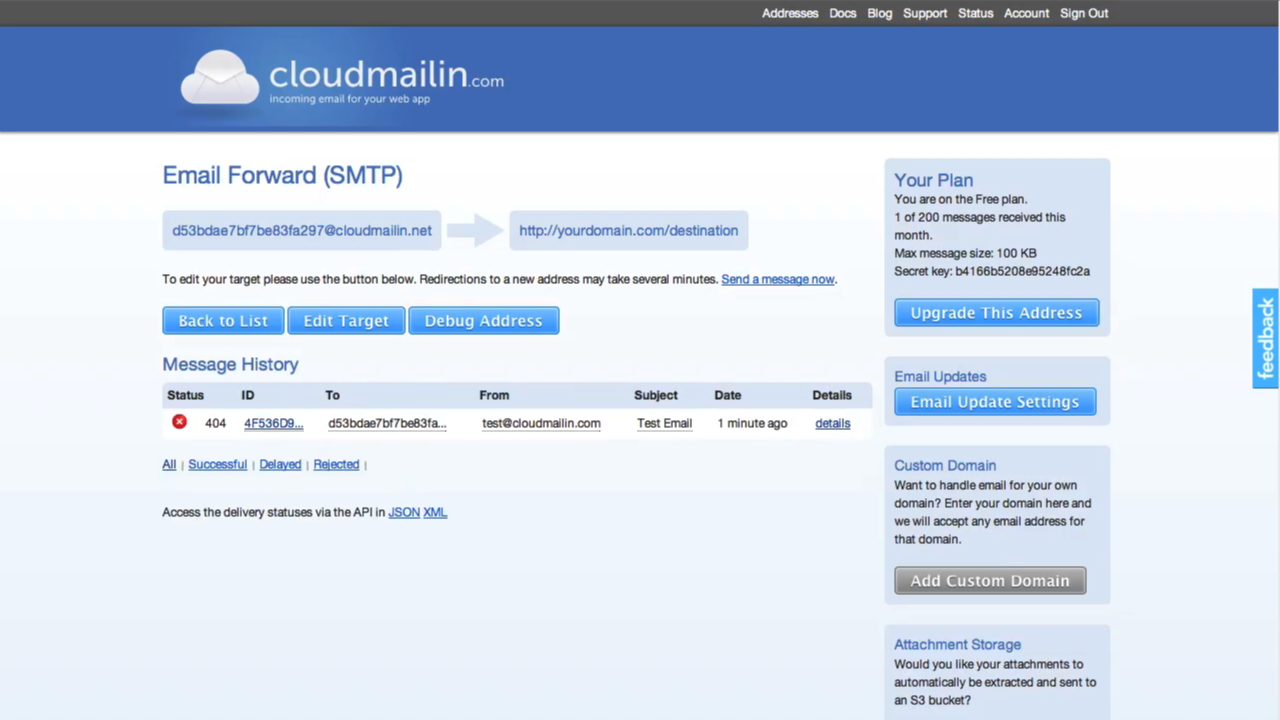 Addresses Docs Blog Support Status Account Sign Out
cloudmailin.com
incoming email for your web app
Email Forward (SMTP)
d53bdae7bf7be83fa297@cloudmailin.net http://yourdomain.com/destination
To edit your target please use the button below. Redirections to a new address may take several minutes. Send a message now.
Back to List Edit Target Debug Address
Message History
Status ID To From Subject Date Details
404 4F536D9... d53bdae7bf7be83fa... test@cloudmailin.com Test Email 1 minute ago details
All | Successful | Delayed | Rejected |
Access the delivery statuses via the API in JSON XML
Your Plan
You are on the Free plan.
1 of 200 messages received this
month.
Max message size: 100 KB
Secret key: b4166b5208e95248fc2a
Upgrade This Address
Email Updates
Email Update Settings
Custom Domain
Want to handle email for your own
domain? Enter your domain here and
we will accept any email address for
that domain.
Add Custom Domain
Attachment Storage
Would you like your attachments to
automatically be extracted and sent to
an S3 bucket?
feedback